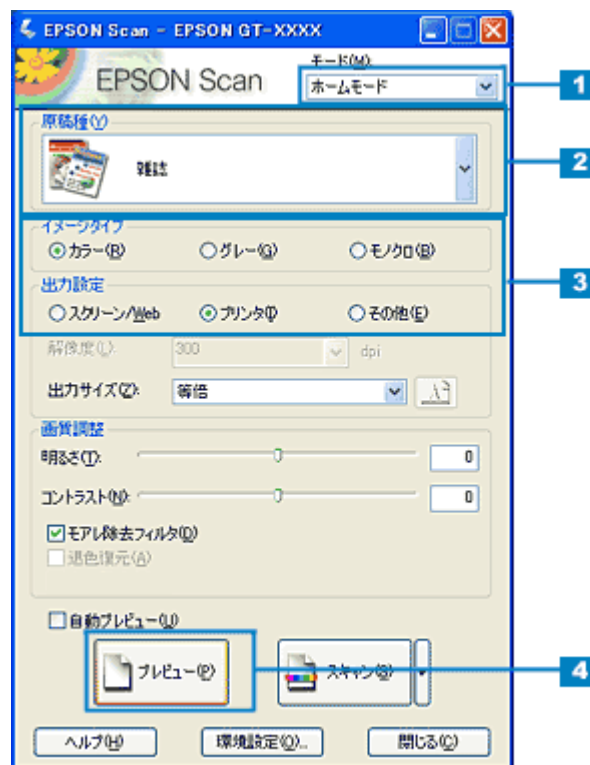 EPSON Scan - EPSON GT-XXXX
EPSON Scan
モード(M):
ホームモード
1
原稿種(Y)
雑誌
2
イメージタイプ
カラー(R) グレー(G) モノクロ(B)
3
出力設定
スクリーン/Web プリンタ(I) その他(E)
解像度(L): 300 dpi
出力サイズ(Z): 等倍
画質調整
明るさ(T): 0
コントラスト(N): 0
モアレ除去フィルタ(D)
退色復元(A)
自動プレビュー(U)
プレビュー(P) スキャン(S)
4
ヘルプ(H) 環境設定(O)... 閉じる(C)